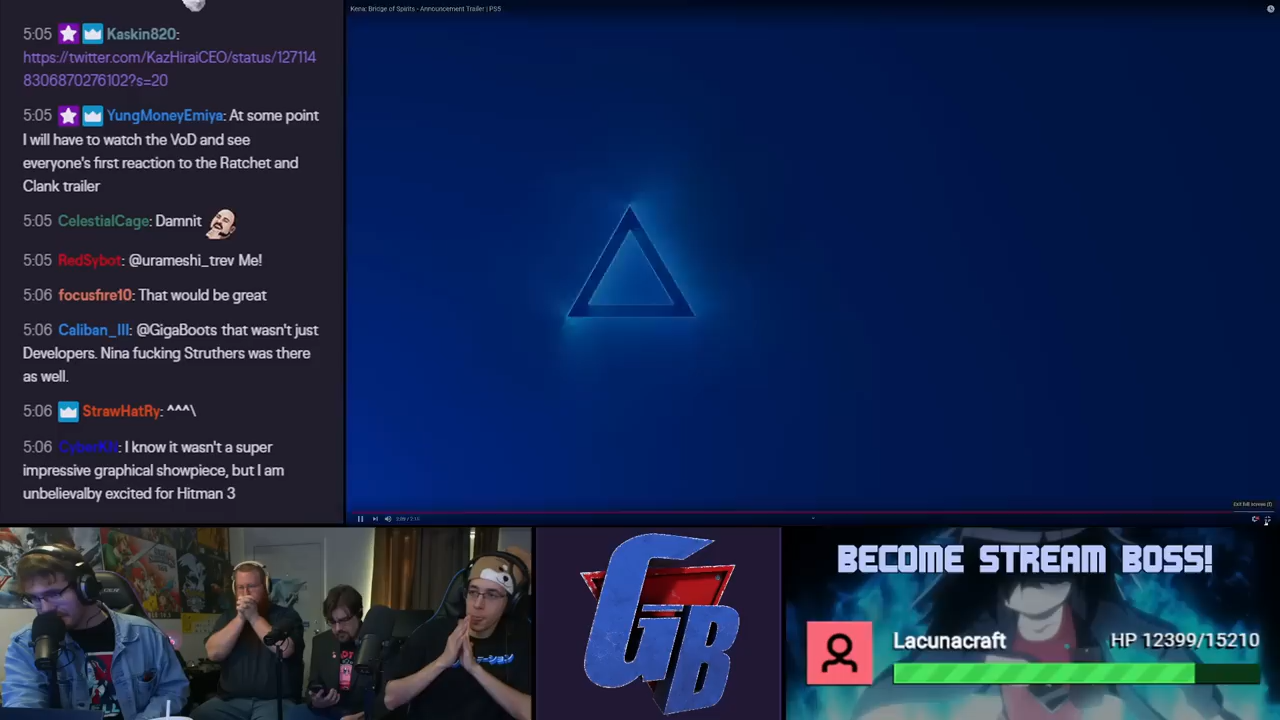 Kena: Bridge of Spirits - Announcement Trailer | PS5
5:05 Kaskin820:
https://twitter.com/KazHiraiCEO/status/127114
8306870276102?s=20
5:05 YungMoneyEmiya: At some point
I will have to watch the VoD and see
everyone's first reaction to the Ratchet and
Clank trailer
5:05 CelestialCage: Damnit
5:05 RedSybot: @urameshi_trev Me!
5:06 focusfire10: That would be great
5:06 Caliban_III: @GigaBoots that wasn't just
Developers. Nina fucking Struthers was there
as well.
5:06 StrawHatRy: ^^^\
5:06 CyberKit: I know it wasn't a super
impressive graphical showpiece, but I am
unbelievalby excited for Hitman 3
Exit full screen (f)
GB
BECOME STREAM BOSS!
Lacunacraft HP 12399/15210